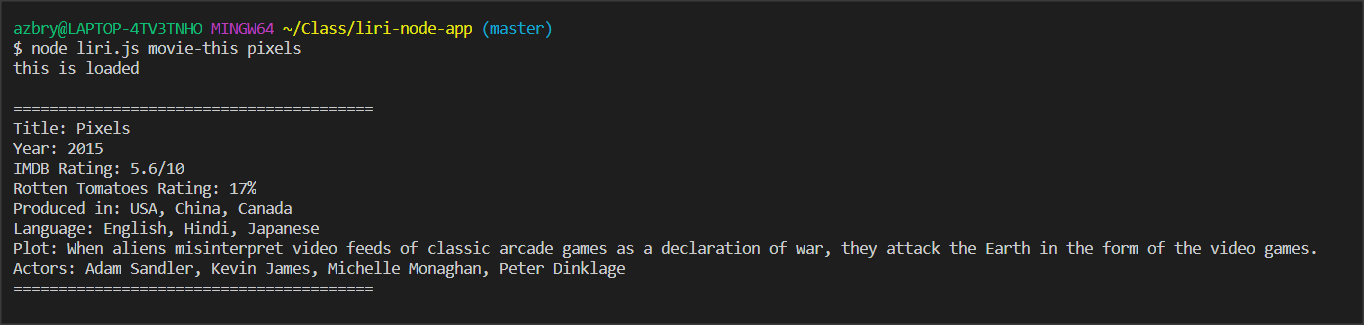 azbry@LAPTOP-4TV3TNHO MINGW64 ~/Class/liri-node-app (master)
$ node liri.js movie-this pixels
this is loaded
========================================
Title: Pixels
Year: 2015
IMDB Rating: 5.6/10
Rotten Tomatoes Rating: 17%
Produced in: USA, China, Canada
Language: English, Hindi, Japanese
Plot: When aliens misinterpret video feeds of classic arcade games as a declaration of war, they attack the Earth in the form of the video games.
Actors: Adam Sandler, Kevin James, Michelle Monaghan, Peter Dinklage
========================================